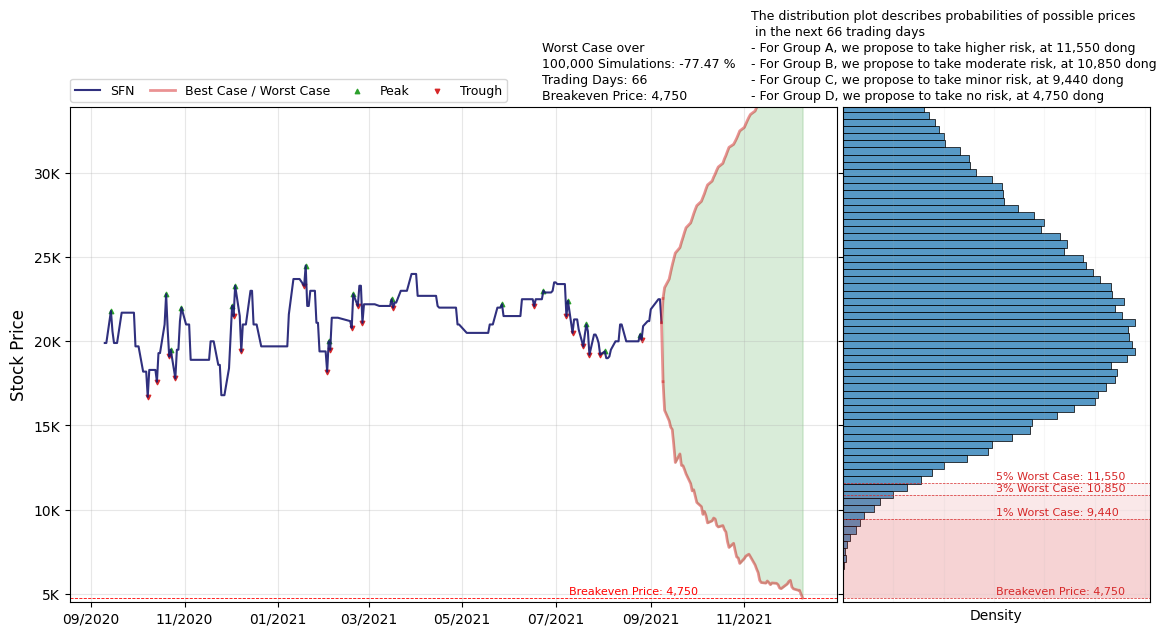 The distribution plot describes probabilities of possible prices
in the next 66 trading days
- For Group A, we propose to take higher risk, at 11,550 dong
- For Group B, we propose to take moderate risk, at 10,850 dong
- For Group C, we propose to take minor risk, at 9,440 dong
- For Group D, we propose to take no risk, at 4,750 dong
Worst Case over
100,000 Simulations: -77.47 %
Trading Days: 66
Breakeven Price: 4,750
SFN
Best Case / Worst Case
Peak
Trough
Stock Price
30K
25K
20K
15K
10K
5K
Breakeven Price: 4,750
09/2020
11/2020
01/2021
03/2021
05/2021
07/2021
09/2021
11/2021
5% Worst Case: 11,550
3% Worst Case: 10,850
1% Worst Case: 9,440
Breakeven Price: 4,750
Density